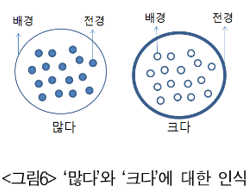 배경 전경 배경 전경
많다 크다
<그림6> ‘많다’와 ‘크다’에 대한 인식